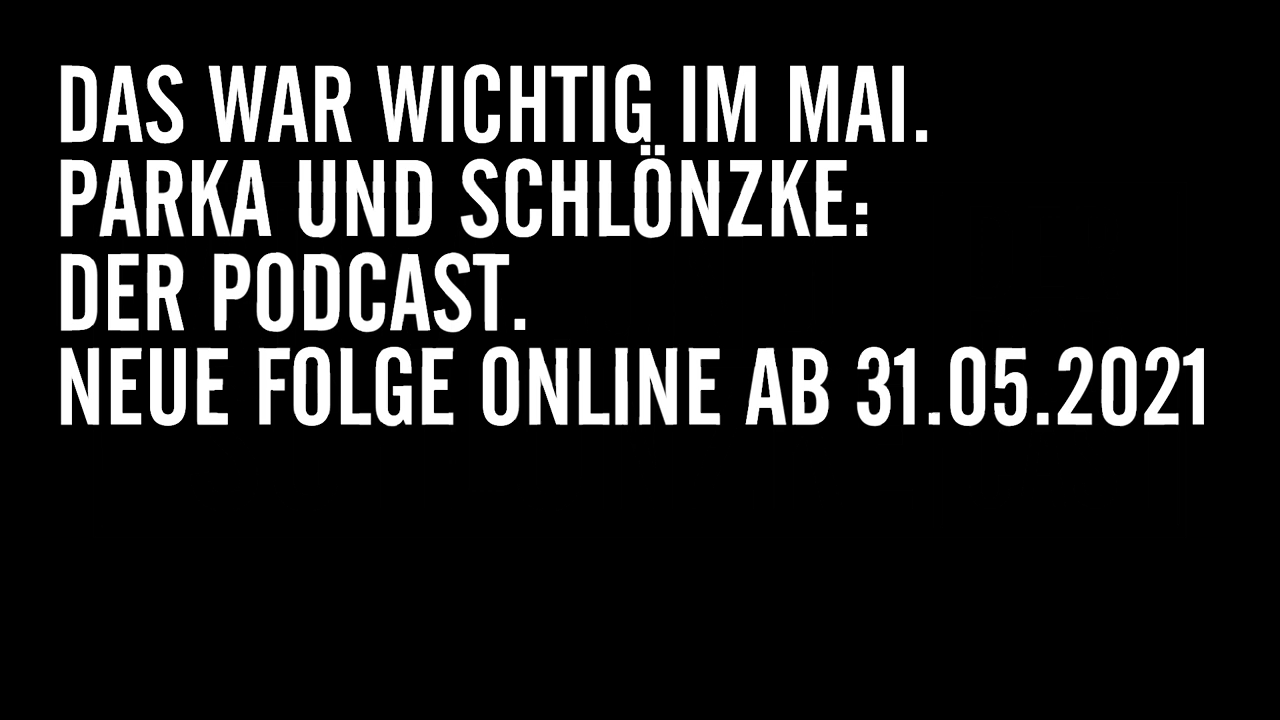 DAS WAR WICHTIG IM MAI.
PARKA UND SCHLÖNZKE:
DER PODCAST.
NEUE FOLGE ONLINE AB 31.05.2021